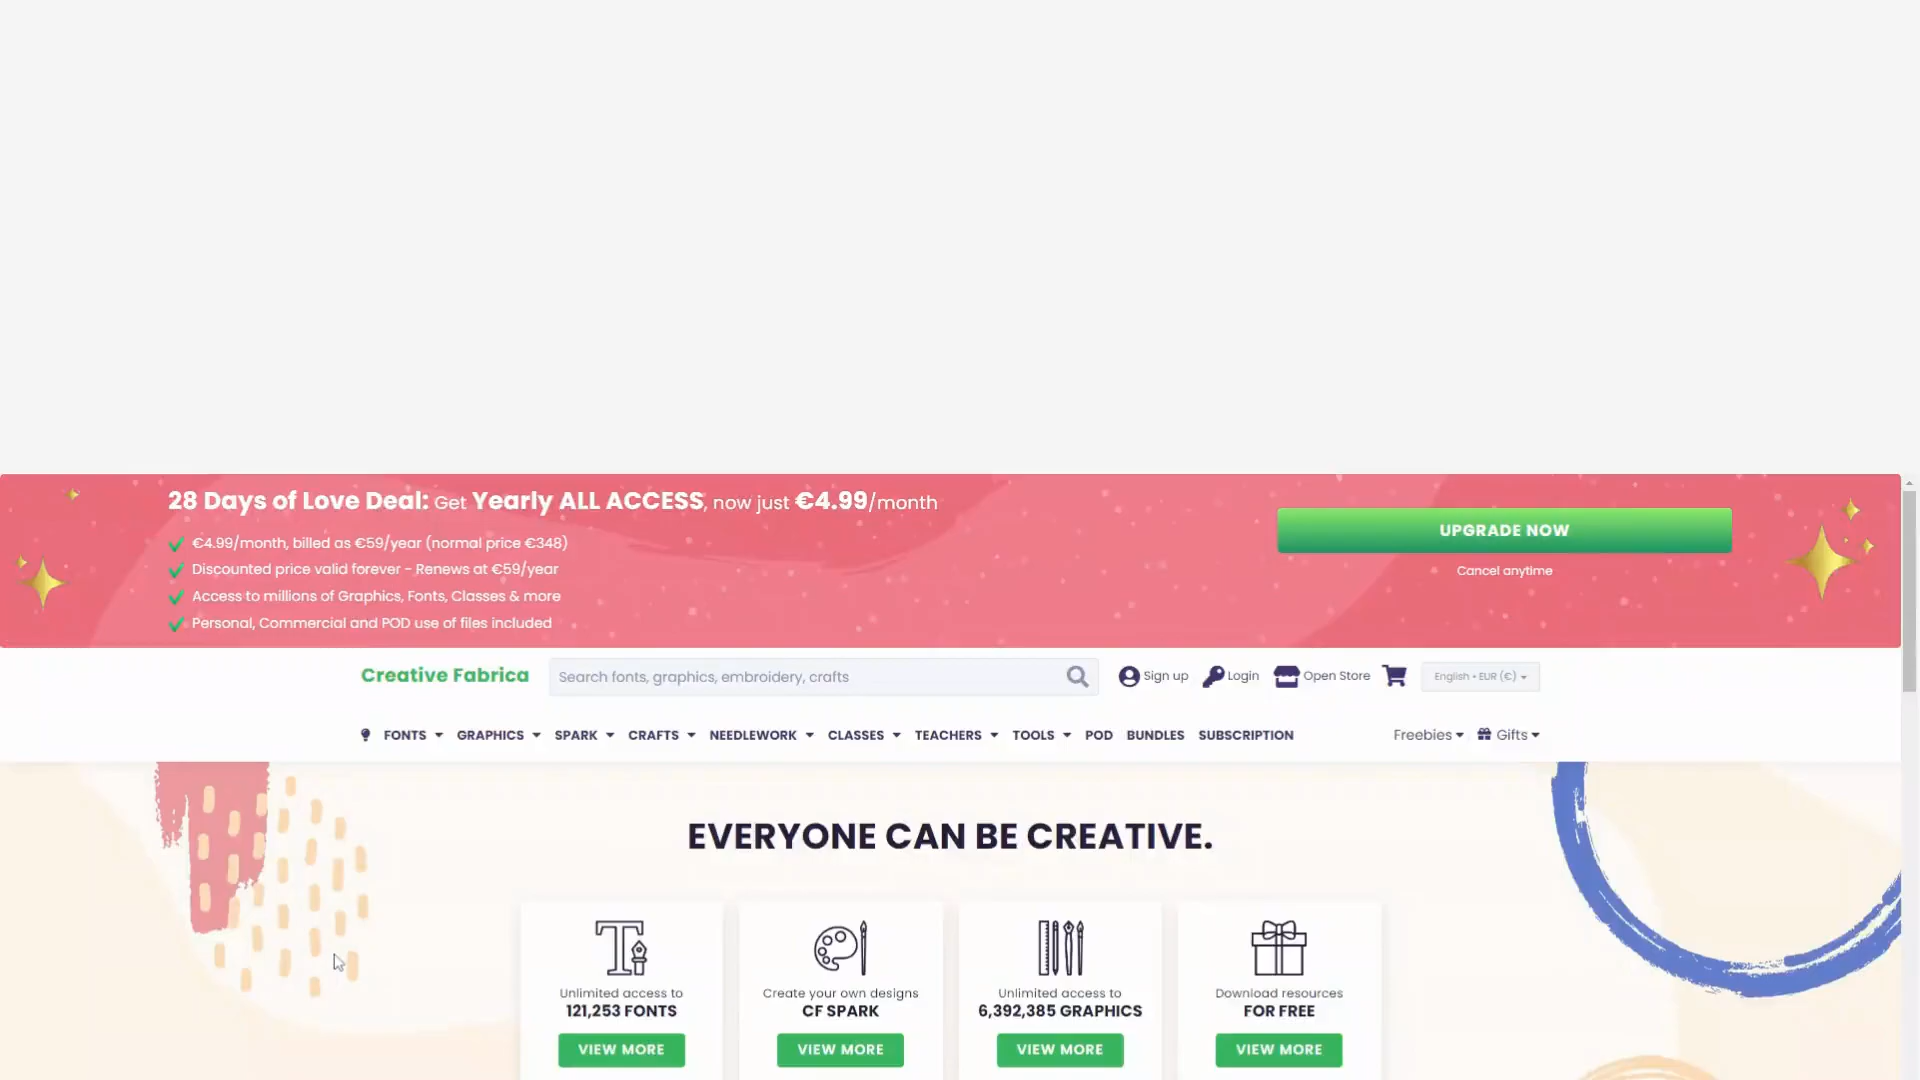 28 Days of Love Deal: Get Yearly ALL ACCESS, now just €4.99/month
€4.99/month, billed as €59/year (normal price €348)
Discounted price valid forever - Renews at €59/year
Access to millions of Graphics, Fonts, Classes & more
Personal, Commercial and POD use of files included
UPGRADE NOW
Cancel anytime
Creative Fabrica
Search fonts, graphics, embroidery, crafts
Sign up
Login
Open Store
English • EUR (€)
FONTS GRAPHICS SPARK CRAFTS NEEDLEWORK CLASSES TEACHERS TOOLS POD BUNDLES SUBSCRIPTION
Freebies Gifts
EVERYONE CAN BE CREATIVE.
Unlimited access to
121,253 FONTS
VIEW MORE
Create your own designs
CF SPARK
VIEW MORE
Unlimited access to
6,392,385 GRAPHICS
VIEW MORE
Download resources
FOR FREE
VIEW MORE